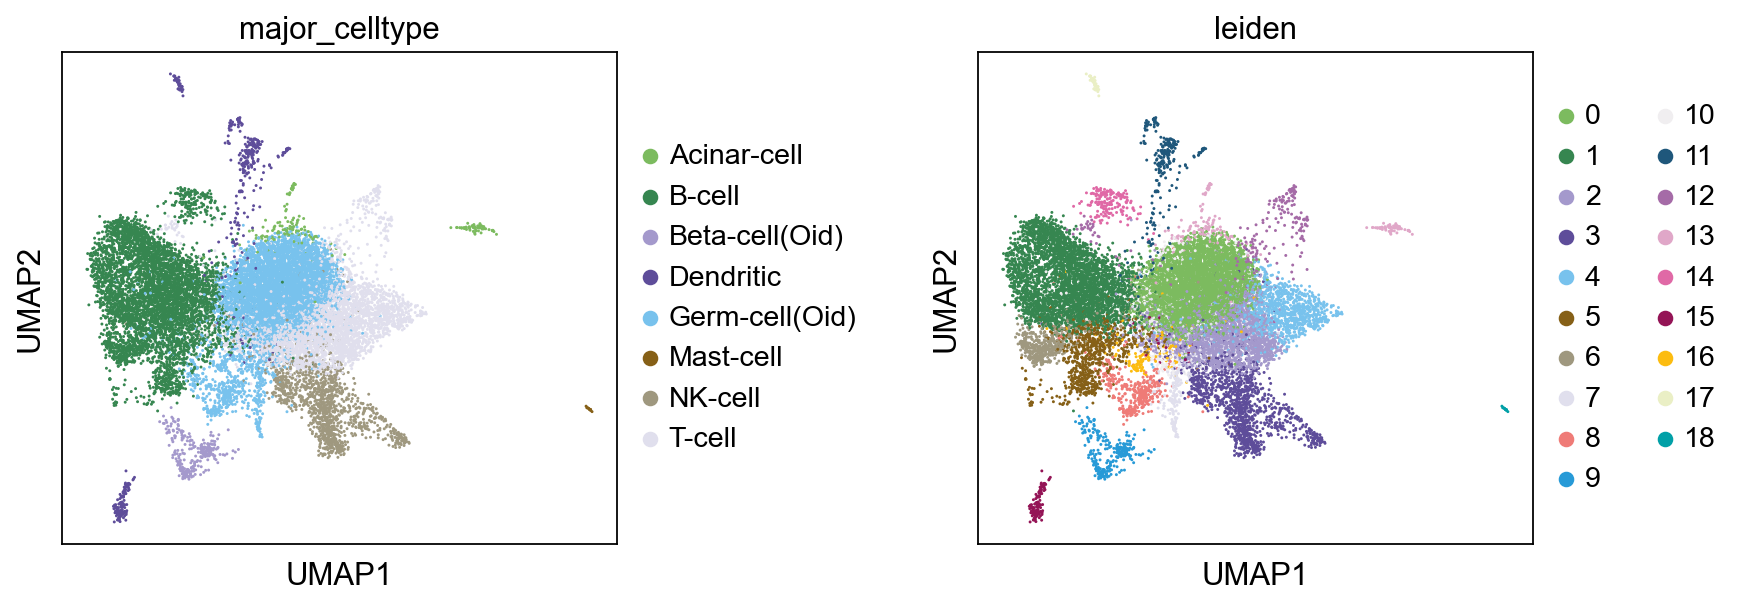 major_celltype
UMAP2
UMAP1
Acinar-cell
B-cell
Beta-cell(Oid)
Dendritic
Germ-cell(Oid)
Mast-cell
NK-cell
T-cell
leiden
UMAP2
UMAP1
0
1
2
3
4
5
6
7
8
9
10
11
12
13
14
15
16
17
18